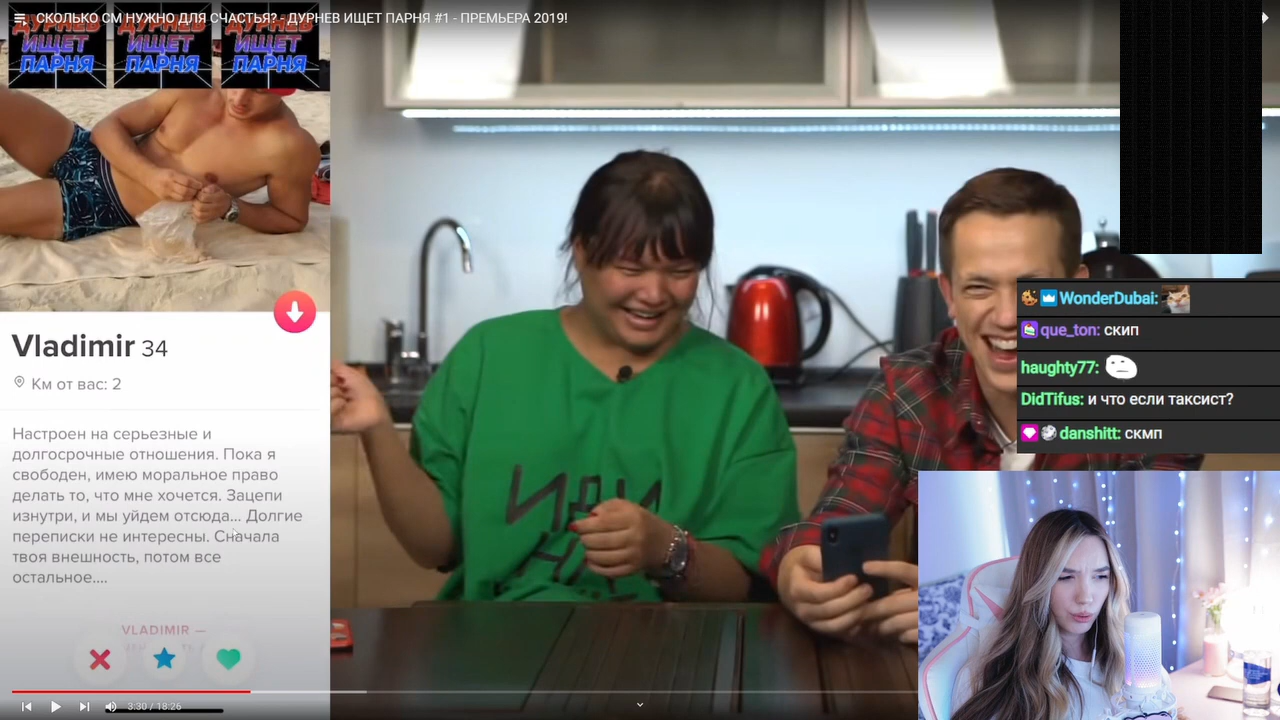 СКОЛЬКО СМ НУЖНО ДЛЯ СЧАСТЬЯ? - ДУРНЕВ ИЩЕТ ПАРНЯ #1 - ПРЕМЬЕРА 2019!
ДУРНЕВ ИЩЕТ ПАРНЯ
ДУРНЕВ ИЩЕТ ПАРНЯ
ДУРНЕВ ИЩЕТ ПАРНЯ
Vladimir 34
Км от вас: 2
Настроен на серьезные и
долгосрочные отношения. Пока я
свободен, имею моральное право
делать то, что мне хочется. Зацепи
изнутри, и мы уйдем отсюда... Долгие
переписки не интересны. Сначала
твоя внешность, потом все
остальное....
VLADIMIR —
3:30 / 18:26
ИДИ
WonderDubai:
que_ton: скип
haughty77:
DidTifus: и что если таксист?
danshitt: скмп